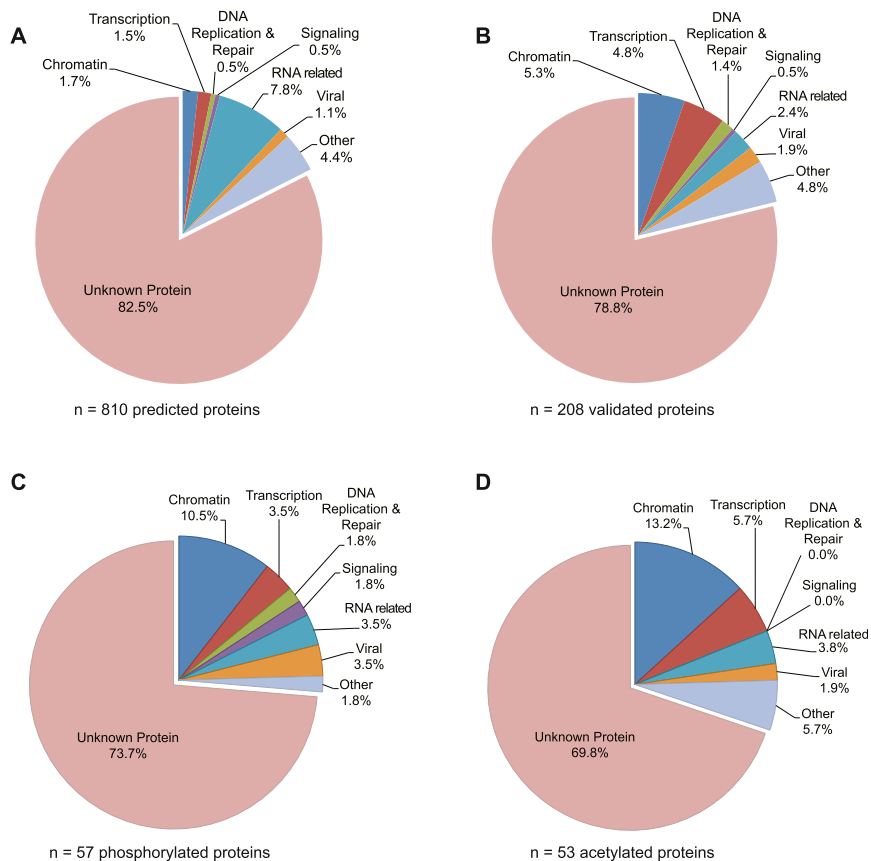 A
Transcription
1.5%
DNA
Replication &
Repair
0.5%
Signaling
0.5%
Chromatin
1.7%
RNA related
7.8%
Viral
1.1%
Other
4.4%
Unknown Protein
82.5%
n = 810 predicted proteins
B
Chromatin
5.3%
Transcription
4.8%
DNA
Replication &
Repair
1.4%
Signaling
0.5%
RNA related
2.4%
Viral
1.9%
Other
4.8%
Unknown Protein
78.8%
n = 208 validated proteins
C
Chromatin
10.5%
Transcription
3.5%
DNA
Replication &
Repair
1.8%
Signaling
1.8%
RNA related
3.5%
Viral
3.5%
Other
1.8%
Unknown Protein
73.7%
n = 57 phosphorylated proteins
D
Chromatin
13.2%
Transcription
5.7%
DNA
Replication &
Repair
0.0%
Signaling
0.0%
RNA related
3.8%
Viral
1.9%
Other
5.7%
Unknown Protein
69.8%
n = 53 acetylated proteins